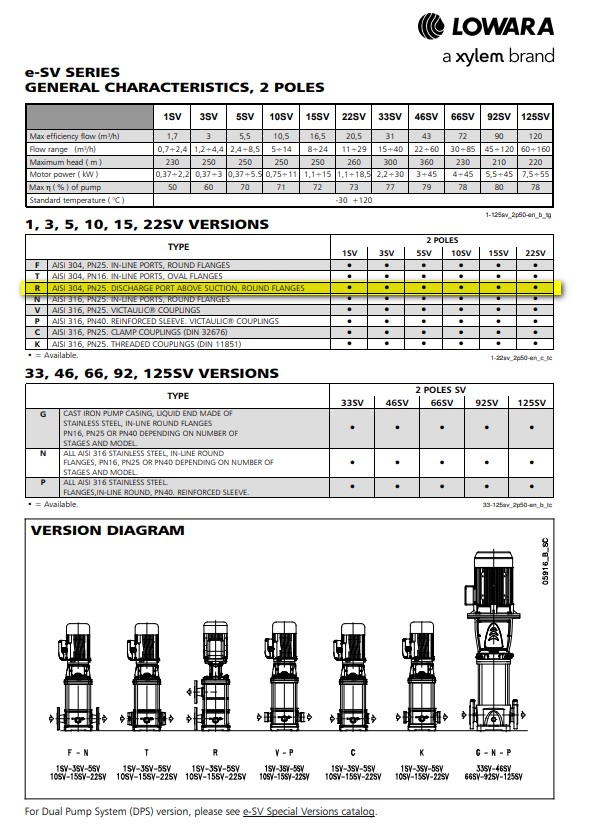 LOWARA
a xylem brand
e-SV SERIES
GENERAL CHARACTERISTICS, 2 POLES
1SV 3SV 5SV 10SV 15SV 22SV 33SV 46SV 66SV 92SV 125SV
Max efficiency flow (m³/h) 1,7 3 5,5 10,5 16,5 20,5 31 43 72 90 120
Flow range (m³/h) 0,7÷2,4 1,2÷4,4 2,4÷8,5 5÷14 8÷24 11÷29 15÷40 22÷60 30÷85 45÷120 60÷160
Maximum head ( m ) 230 250 250 250 250 260 300 360 230 210 220
Motor power ( kW ) 0,37÷2,2 0,37÷3 0,37÷5.5 0,75÷11 1,1÷15 1,1÷18,5 2,2÷30 3÷45 4÷45 5,5÷45 7,5÷55
Max η ( % ) of pump 50 60 70 71 72 73 77 79 78 80 78
Standard temperature ( °C ) -30 +120
1-125sv_2p50-en_b_tg
1, 3, 5, 10, 15, 22SV VERSIONS
TYPE 2 POLES
1SV 3SV 5SV 10SV 15SV 22SV
F AISI 304, PN25. IN-LINE PORTS, ROUND FLANGES • • • • • •
T AISI 304, PN16. IN-LINE PORTS, OVAL FLANGES • • • • • •
R AISI 304, PN25. DISCHARGE PORT ABOVE SUCTION, ROUND FLANGES • • • • • •
N AISI 316, PN25. IN-LINE PORTS, ROUND FLANGES • • • • • •
V AISI 316, PN25. VICTAULIC® COUPLINGS • • • • • •
P AISI 316, PN40. REINFORCED SLEEVE. VICTAULIC® COUPLINGS • • • • • •
C AISI 316, PN25. CLAMP COUPLINGS (DIN 32676) • • • • • •
K AISI 316, PN25. THREADED COUPLINGS (DIN 11851) • • • • • •
• = Available. 1-22sv_2p50-en_c_tc
33, 46, 66, 92, 125SV VERSIONS
TYPE 2 POLES SV
33SV 46SV 66SV 92SV 125SV
G CAST IRON PUMP CASING, LIQUID END MADE OF
STAINLESS STEEL, IN-LINE ROUND FLANGES
PN16, PN25 OR PN40 DEPENDING ON NUMBER OF
STAGES AND MODEL. • • • • •
N ALL AISI 316 STAINLESS STEEL, IN-LINE ROUND
FLANGES, PN16, PN25 OR PN40 DEPENDING ON NUMBER OF
STAGES AND MODEL. • • • • •
P ALL AISI 316 STAINLESS STEEL.
FLANGES,IN-LINE ROUND, PN40. REINFORCED SLEEVE. • • • • •
• = Available. 33-125sv_2p50-en_b_tc
VERSION DIAGRAM
05916_B_SC
F - N T R V - P C K G - N - P
1SV-3SV-5SV 1SV-3SV-5SV 1SV-3SV-5SV 1SV-3SV-5SV 1SV-3SV-5SV 1SV-3SV-5SV 33SV-46SV
10SV-15SV-22SV 10SV-15SV-22SV 10SV-15SV-22SV 10SV-15SV-22SV 10SV-15SV-22SV 10SV-15SV-22SV 66SV-92SV-125SV
For Dual Pump System (DPS) version, please see e-SV Special Versions catalog.